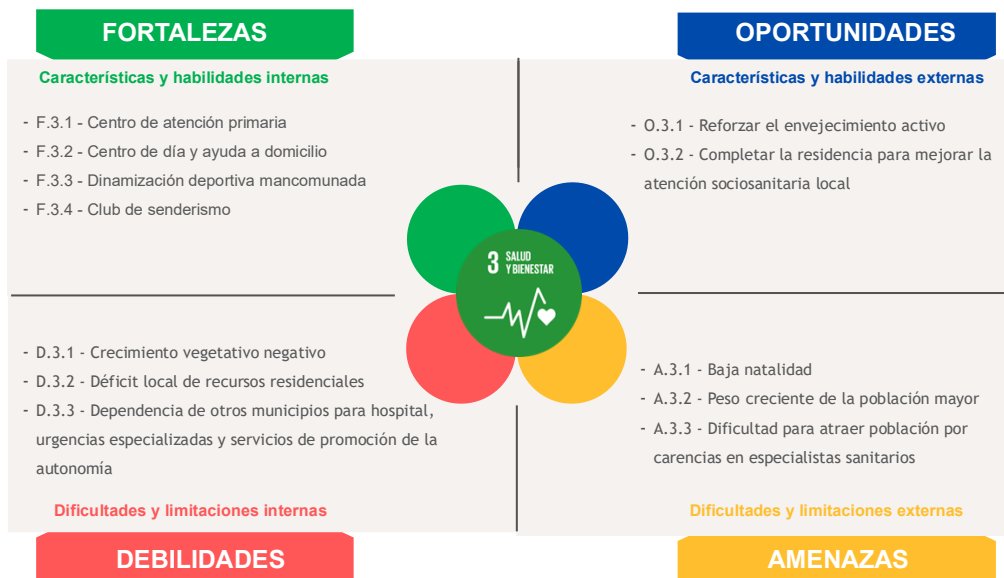 FORTALEZAS
Características y habilidades internas
- F.3.1 - Centro de atención primaria
- F.3.2 - Centro de día y ayuda a domicilio
- F.3.3 - Dinamización deportiva mancomunada
- F.3.4 - Club de senderismo
OPORTUNIDADES
Características y habilidades externas
- O.3.1 - Reforzar el envejecimiento activo
- O.3.2 - Completar la residencia para mejorar la
atención sociosanitaria local
3 SALUD
Y BIENESTAR
- D.3.1 - Crecimiento vegetativo negativo
- D.3.2 - Déficit local de recursos residenciales
- D.3.3 - Dependencia de otros municipios para hospital,
urgencias especializadas y servicios de promoción de la
autonomía
Dificultades y limitaciones internas
DEBILIDADES
- A.3.1 - Baja natalidad
- A.3.2 - Peso creciente de la población mayor
- A.3.3 - Dificultad para atraer población por
carencias en especialistas sanitarios
Dificultades y limitaciones externas
AMENAZAS